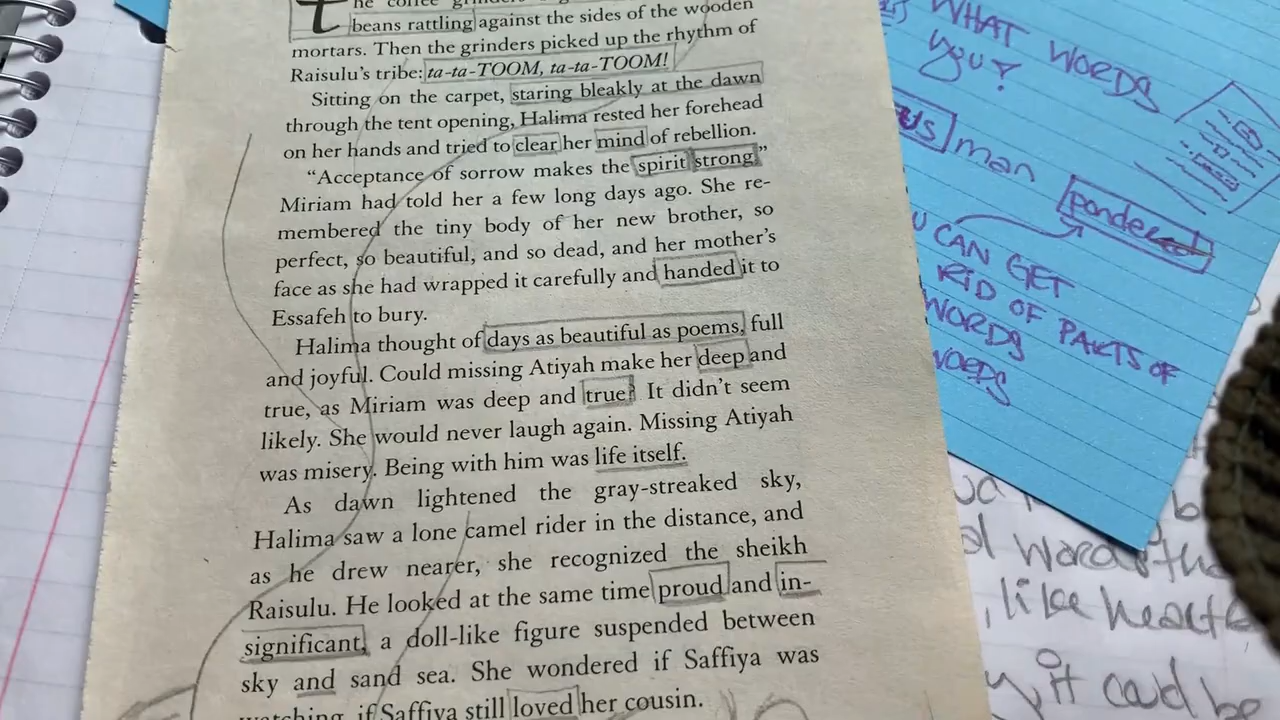 the coffee
beans rattling against the sides of the wooden
mortars. Then the grinders picked up the rhythm of
Raisulu's tribe: ta-ta-TOOM, ta-ta-TOOM!
Sitting on the carpet, staring bleakly at the dawn
through the tent opening, Halima rested her forehead
on her hands and tried to clear her mind of rebellion.
"Acceptance of sorrow makes the spirit strong,"
Miriam had told her a few long days ago. She re-
membered the tiny body of her new brother, so
perfect, so beautiful, and so dead, and her mother's
face as she had wrapped it carefully and handed it to
Essafeh to bury.
Halima thought of days as beautiful as poems, full
and joyful. Could missing Atiyah make her deep and
true, as Miriam was deep and true? It didn't seem
likely. She would never laugh again. Missing Atiyah
was misery. Being with him was life itself.
As dawn lightened the gray-streaked sky,
Halima saw a lone camel rider in the distance, and
as he drew nearer, she recognized the sheikh
Raisulu. He looked at the same time proud and in-
significant, a doll-like figure suspended between
sky and sand sea. She wondered if Saffiya was
watching, if Saffiya still loved her cousin.
WHAT WORDS
you?
us man
pondered
U CAN GET
RID OF PARTS OF
WORDS
WORDS
word
, like
y, it could be